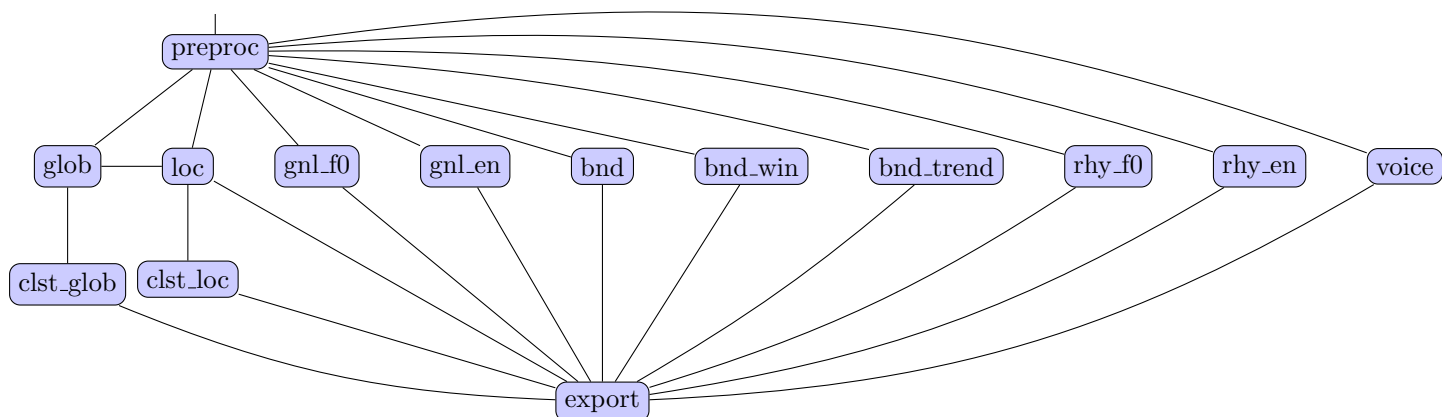 preproc
glob
loc
gnl_f0
gnl_en
bnd
bnd_win
bnd_trend
rhy_f0
rhy_en
voice
clst_glob
clst_loc
export